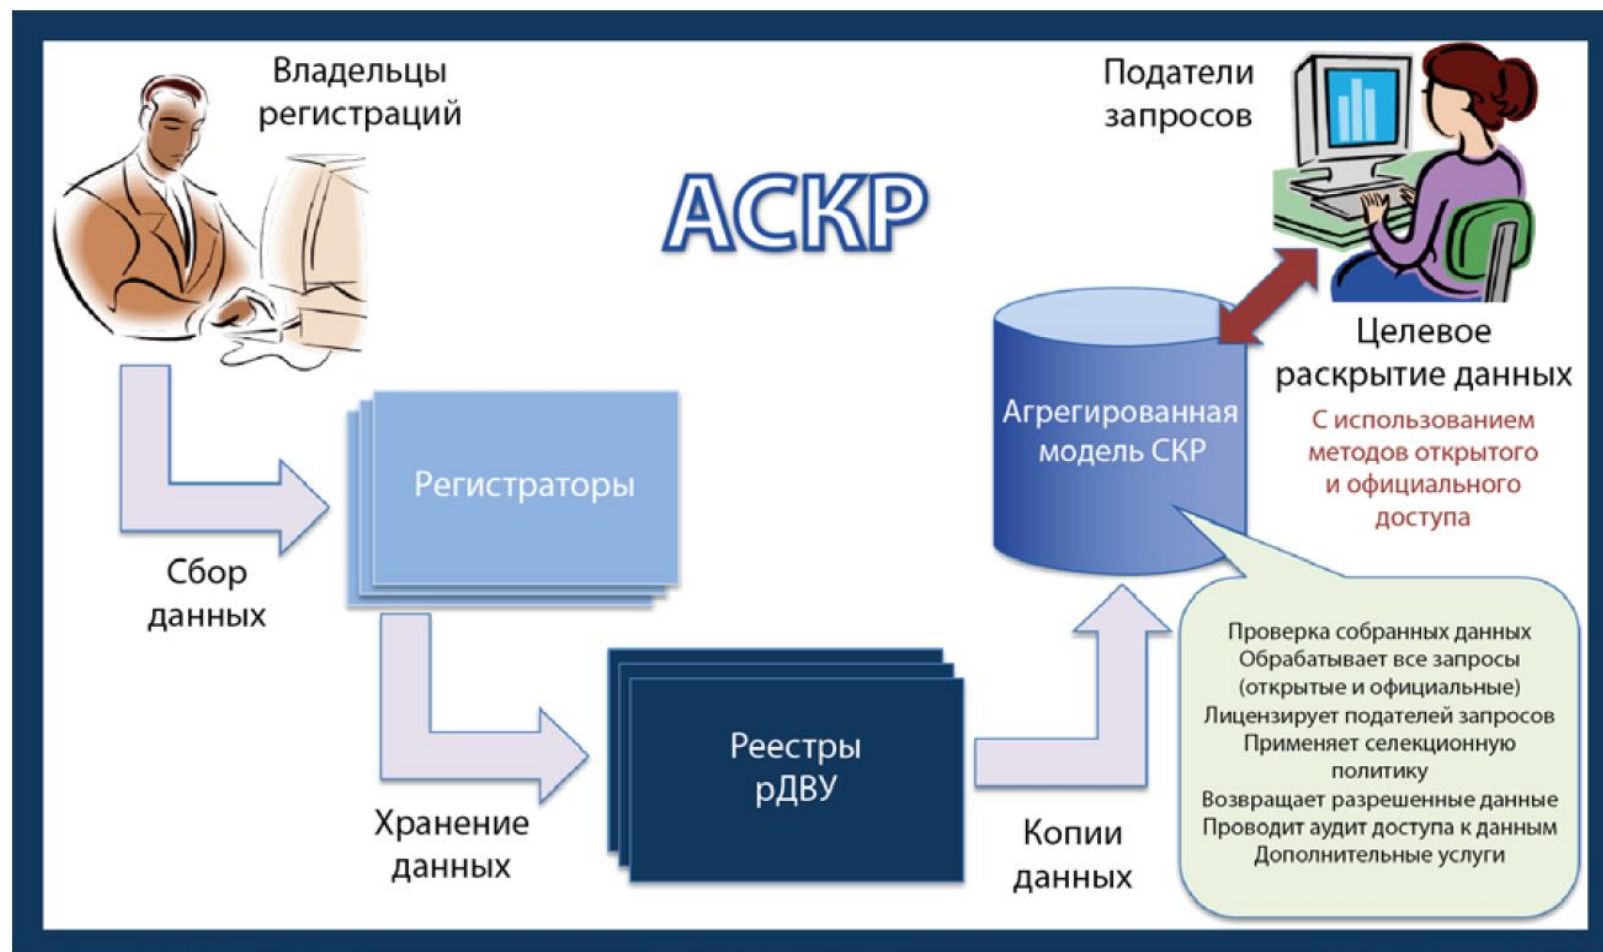 Владельцы
регистраций
Податели
запросов
АСКР
Целевое
раскрытие данных
С использованием
методов открытого
и официального
доступа
Агрегированная
модель СКР
Регистраторы
Сбор
данных
Реестры
рДВУ
Хранение
данных
Копии
данных
Проверка собранных данных
Обрабатывает все запросы
(открытые и официальные)
Лицензирует подателей запросов
Применяет селекционную
политику
Возвращает разрешенные данные
Проводит аудит доступа к данным
Дополнительные услуги